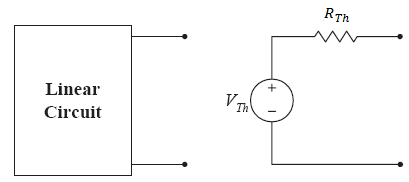 Linear
Circuit
R_Th
V_Th
+
−